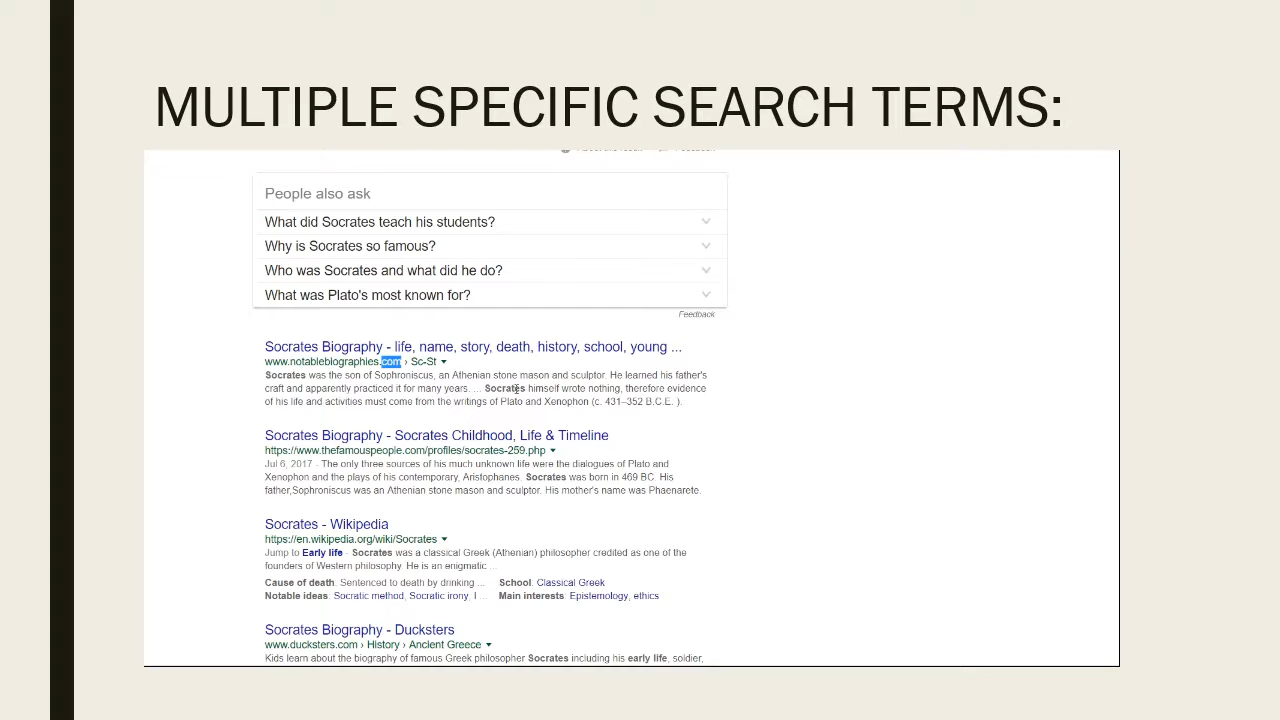 MULTIPLE SPECIFIC SEARCH TERMS:
People also ask
What did Socrates teach his students?
Why is Socrates so famous?
Who was Socrates and what did he do?
What was Plato's most known for?
Feedback
Socrates Biography - life, name, story, death, history, school, young ...
www.notablebiographies.com › Sc-St
Socrates was the son of Sophroniscus, an Athenian stone mason and sculptor. He learned his father's
craft and apparently practiced it for many years. ... Socrates himself wrote nothing, therefore evidence
of his life and activities must come from the writings of Plato and Xenophon (c. 431–352 B.C.E. ).
Socrates Biography - Socrates Childhood, Life & Timeline
https://www.thefamouspeople.com/profiles/socrates-259.php
Jul 6, 2017 - The only three sources of his much unknown life were the dialogues of Plato and
Xenophon and the plays of his contemporary, Aristophanes. Socrates was born in 469 BC. His
father,Sophroniscus was an Athenian stone mason and sculptor. His mother's name was Phaenarete.
Socrates - Wikipedia
https://en.wikipedia.org/wiki/Socrates
Jump to Early life - Socrates was a classical Greek (Athenian) philosopher credited as one of the
founders of Western philosophy. He is an enigmatic ...
Cause of death: Sentenced to death by drinking ... School: Classical Greek
Notable ideas: Socratic method, Socratic irony, I ... Main interests: Epistemology, ethics
Socrates Biography - Ducksters
www.ducksters.com › History › Ancient Greece
Kids learn about the biography of famous Greek philosopher Socrates including his early life, soldier,